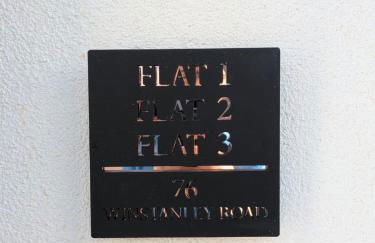 FLAT 1
FLAT 2
FLAT 3
76
WINSTANLEY ROAD